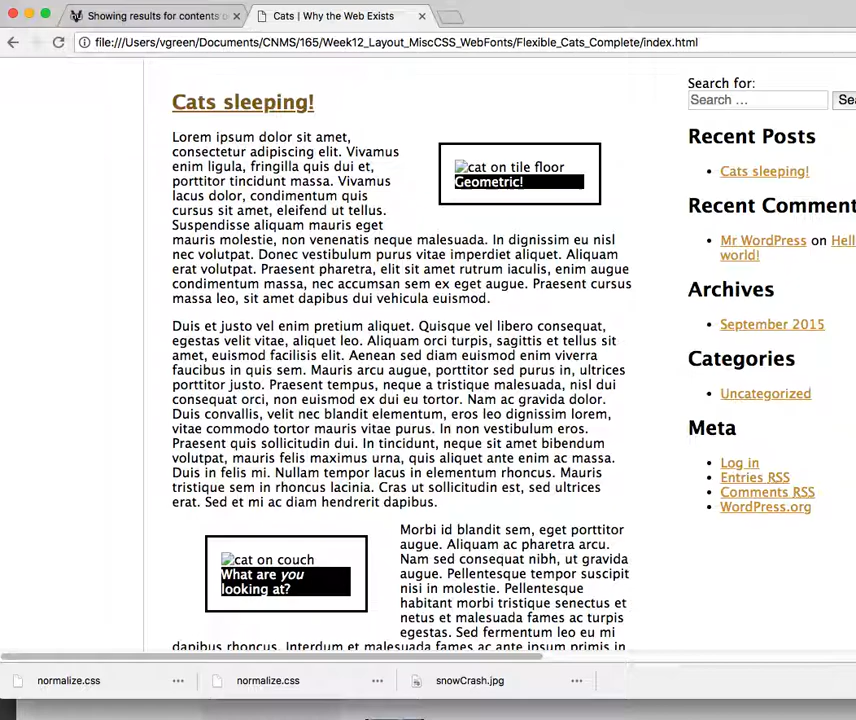 Showing results for contents o
Cats | Why the Web Exists
file:///Users/vgreen/Documents/CNMS/165/Week12_Layout_MiscCSS_WebFonts/Flexible_Cats_Complete/index.html
Cats sleeping!
Lorem ipsum dolor sit amet,
consectetur adipiscing elit. Vivamus
enim ligula, fringilla quis dui et,
porttitor tincidunt massa. Vivamus
lacus dolor, condimentum quis
cursus sit amet, eleifend ut tellus.
Suspendisse aliquam mauris eget
mauris molestie, non venenatis neque malesuada. In dignissim eu nisl
nec volutpat. Donec vestibulum purus vitae imperdiet aliquet. Aliquam
erat volutpat. Praesent pharetra, elit sit amet rutrum iaculis, enim augue
condimentum massa, nec accumsan sem ex eget augue. Praesent cursus
massa leo, sit amet dapibus dui vehicula euismod.
cat on tile floor
Geometric!
Duis et justo vel enim pretium aliquet. Quisque vel libero consequat,
egestas velit vitae, aliquet leo. Aliquam orci turpis, sagittis et tellus sit
amet, euismod facilisis elit. Aenean sed diam euismod enim viverra
faucibus in quis sem. Mauris arcu augue, porttitor sed purus in, ultrices
porttitor justo. Praesent tempus, neque a tristique malesuada, nisl dui
consequat orci, non euismod ex dui eu tortor. Nam ac gravida dolor.
Duis convallis, velit nec blandit elementum, eros leo dignissim lorem,
vitae commodo tortor mauris vitae purus. In non vestibulum eros.
Praesent quis sollicitudin dui. In tincidunt, neque sit amet bibendum
volutpat, mauris felis maximus urna, quis aliquet ante enim ac massa.
Duis in felis mi. Nullam tempor lacus in elementum rhoncus. Mauris
tristique sem in rhoncus lacinia. Cras ut sollicitudin est, sed ultrices
erat. Sed et mi ac diam hendrerit dapibus.
cat on couch
What are you
looking at?
Morbi id blandit sem, eget porttitor
augue. Aliquam ac pharetra arcu.
Nam sed consequat nibh, ut gravida
augue. Pellentesque tempor suscipit
nisi in molestie. Pellentesque
habitant morbi tristique senectus et
netus et malesuada fames ac turpis
egestas. Sed fermentum leo eu mi
dapibus rhoncus. Interdum et malesuada fames ac ante ipsum primis in
Search for:
Search ...
Sea
Recent Posts
Cats sleeping!
Recent Comment
Mr WordPress on Hell
world!
Archives
September 2015
Categories
Uncategorized
Meta
Log in
Entries RSS
Comments RSS
WordPress.org
normalize.css
normalize.css
snowCrash.jpg